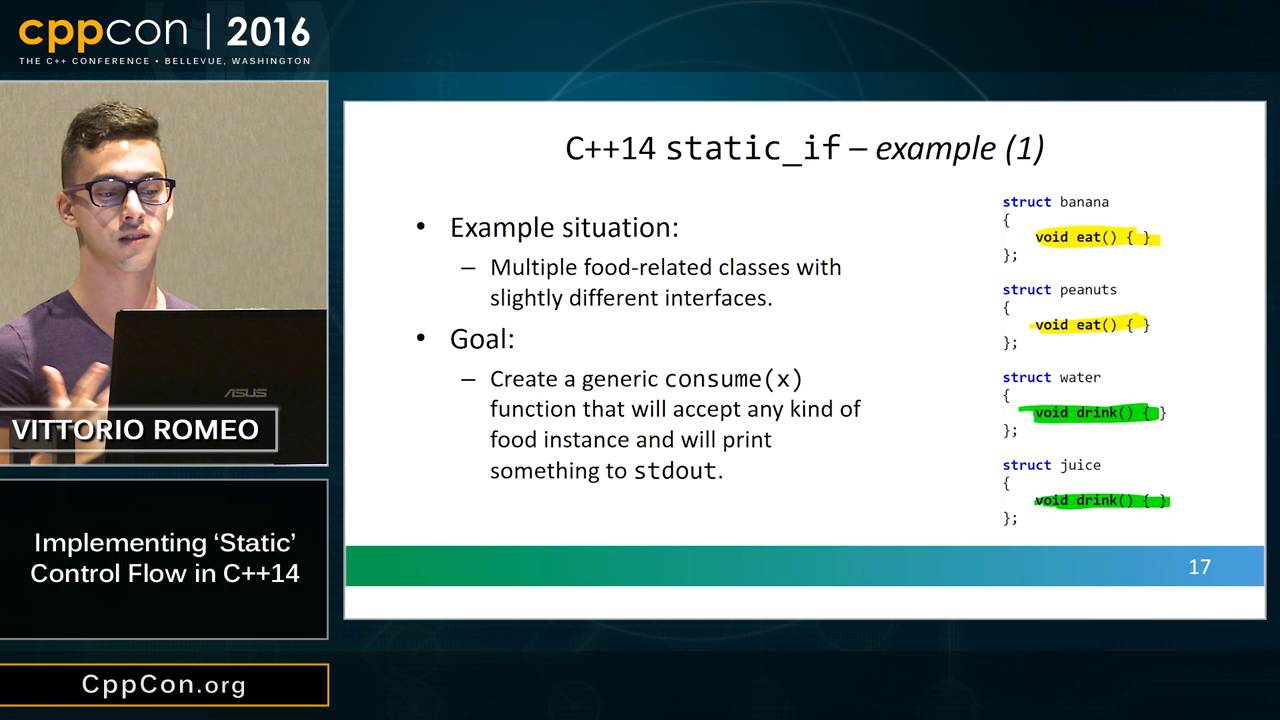 cppcon | 2016
THE C++ CONFERENCE • BELLEVUE, WASHINGTON
ASUS
VITTORIO ROMEO
Implementing ‘Static’
Control Flow in C++14
CppCon.org
C++14 static_if – example (1)
• Example situation:
– Multiple food-related classes with
slightly different interfaces.
• Goal:
– Create a generic consume(x)
function that will accept any kind of
food instance and will print
something to stdout.
struct banana
{
void eat() { }
};
struct peanuts
{
void eat() { }
};
struct water
{
void drink() { }
};
struct juice
{
void drink() { }
};
17